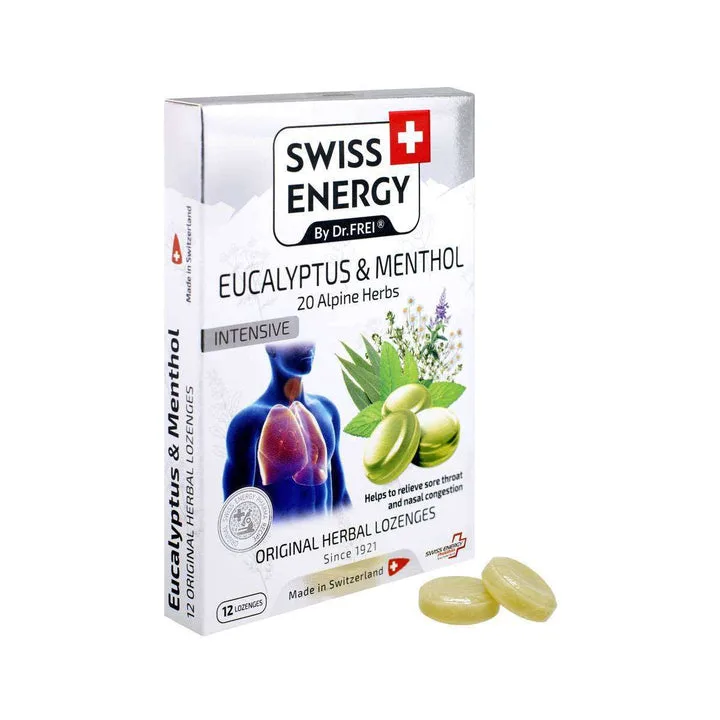 SWISS
ENERGY
By Dr.FREI®
EUCALYPTUS & MENTHOL
20 Alpine Herbs
INTENSIVE
Helps to relieve sore throat
and nasal congestion
ORIGINAL HERBAL LOZENGES
Since 1921
SWISS ENERGY
Made in Switzerland
12 LOZENGES
Made in Switzerland
Eucalyptus & Menthol
12 ORIGINAL HERBAL LOZENGES